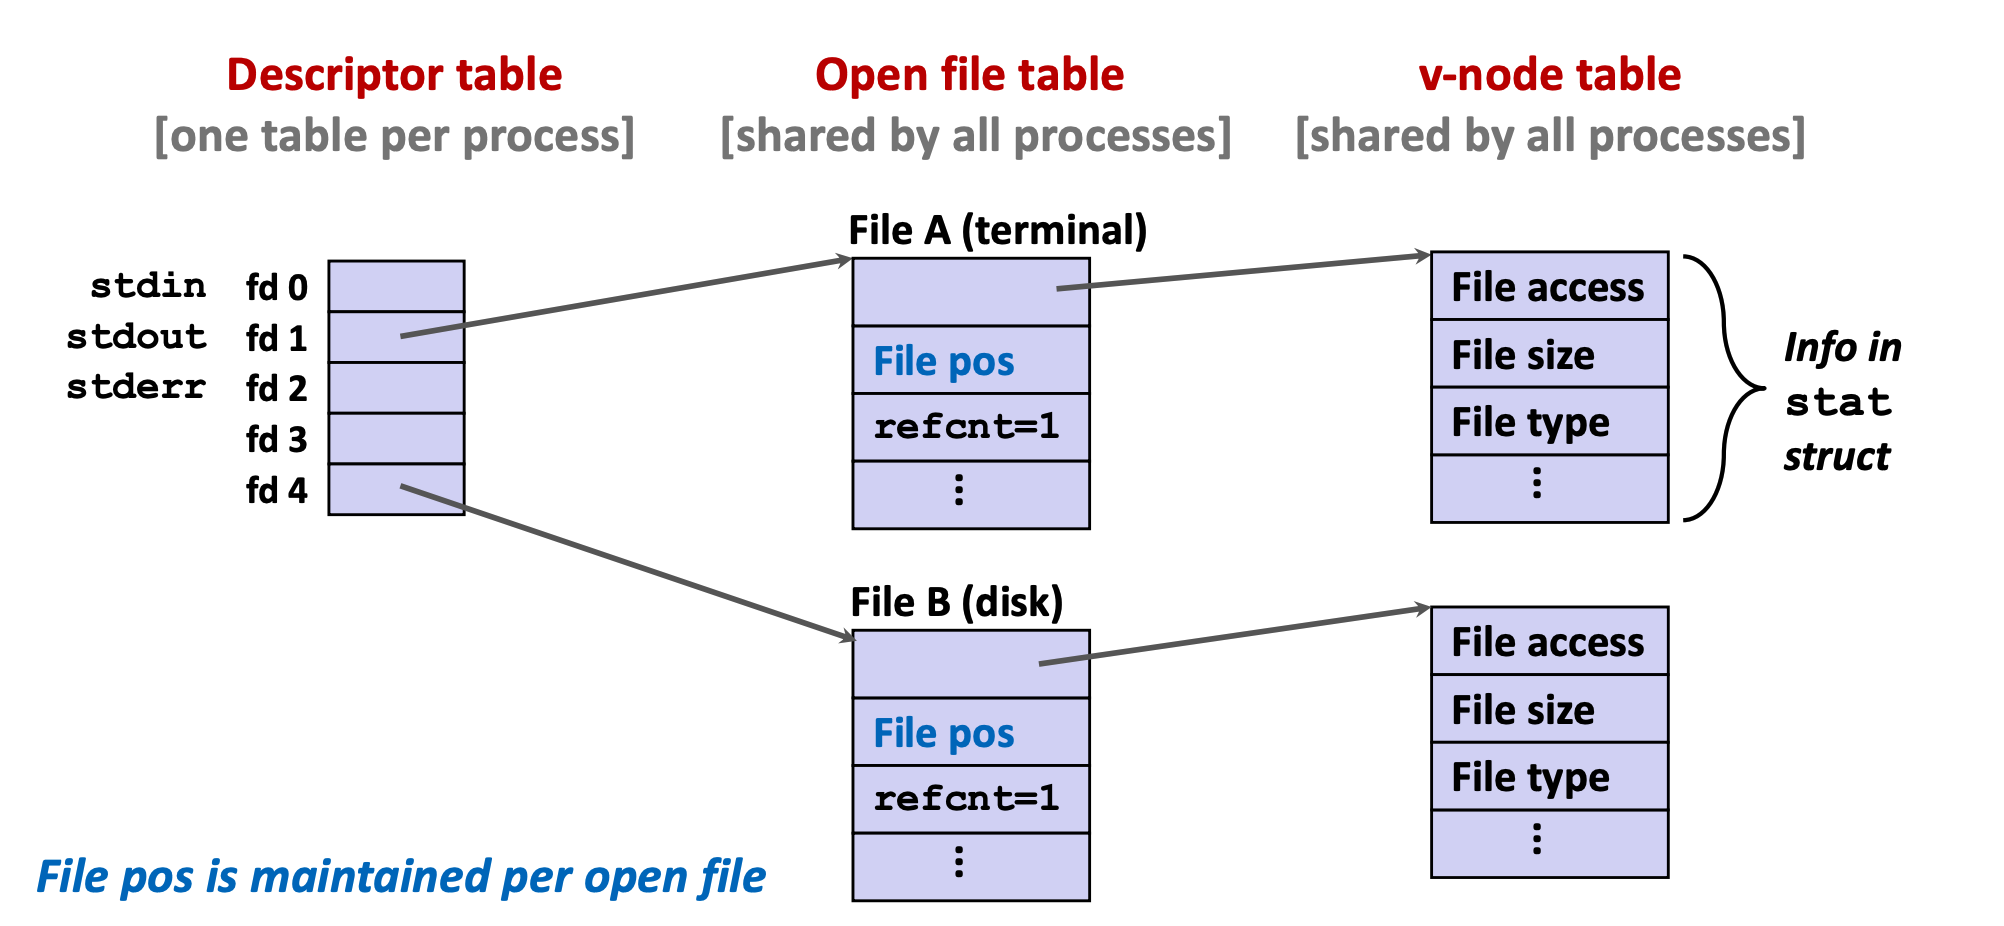 Descriptor table
[one table per process]
Open file table
[shared by all processes]
v-node table
[shared by all processes]
stdin fd 0
stdout fd 1
stderr fd 2
fd 3
fd 4
File A (terminal)
File pos
refcnt=1
⋮
File access
File size
File type
⋮
Info in
stat
struct
File B (disk)
File pos
refcnt=1
⋮
File access
File size
File type
⋮
File pos is maintained per open file